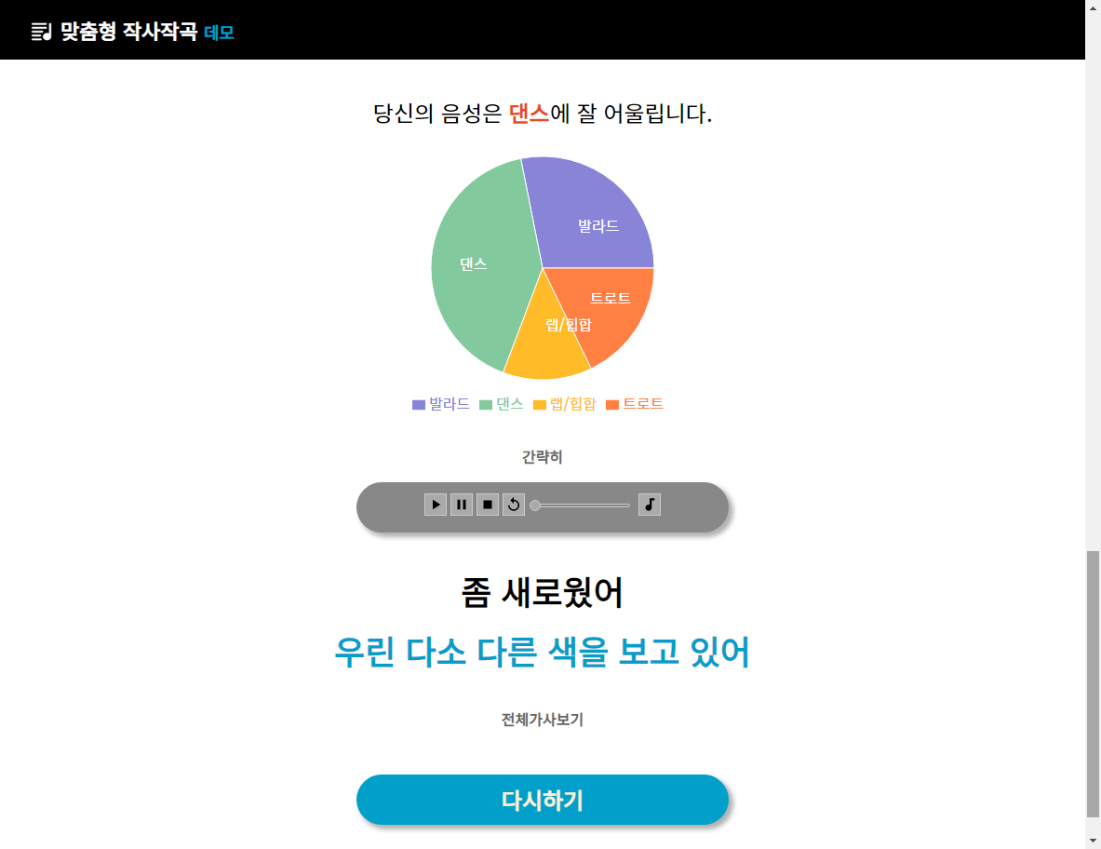 맞춤형 작사작곡 데모
당신의 음성은 댄스에 잘 어울립니다.
발라드
댄스
트로트
랩/힙합
발라드 댄스 랩/힙합 트로트
간략히
좀 새로웠어
우린 다소 다른 색을 보고 있어
전체가사보기
다시하기